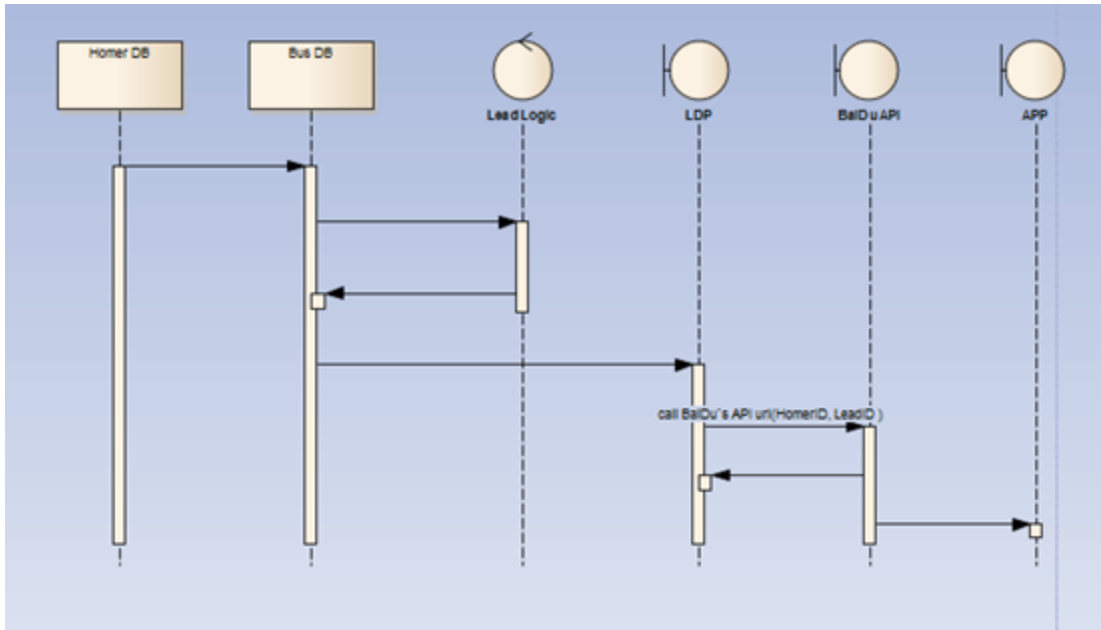 Homer DB
Bus DB
Lead Logic
LDP
BaiDu API
APP
call BaiDu`s API url(HomerID, LeadID )